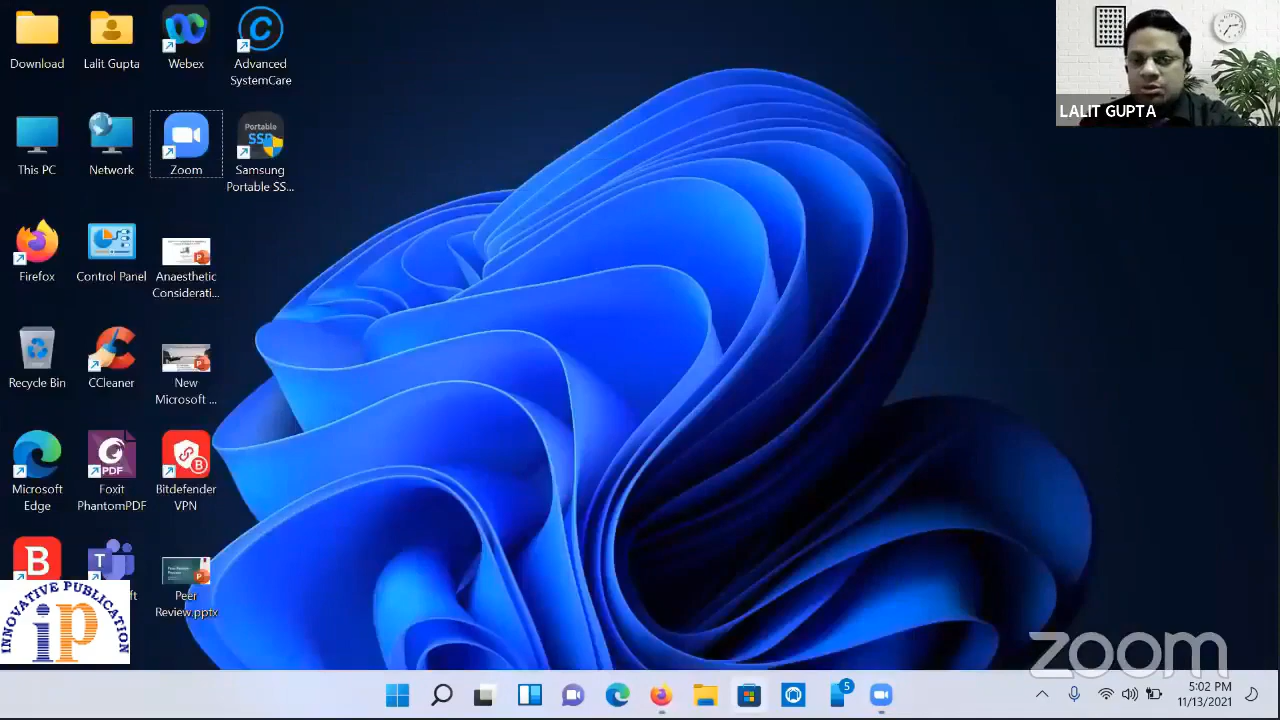 Download
Lalit Gupta
Webex
Advanced
SystemCare
LALIT GUPTA
This PC
Network
Zoom
Portable
SSD
Samsung
Portable SS...
Firefox
Control Panel
Anaesthetic
Considerati...
Recycle Bin
CCleaner
New
Microsoft ...
Microsoft
Edge
PDF
Foxit
PhantomPDF
B
Bitdefender
VPN
B
T
Peer
Review.pptx
INNOVATIVE PUBLICATION
ip
zoom
5
5:02 PM
11/13/2021